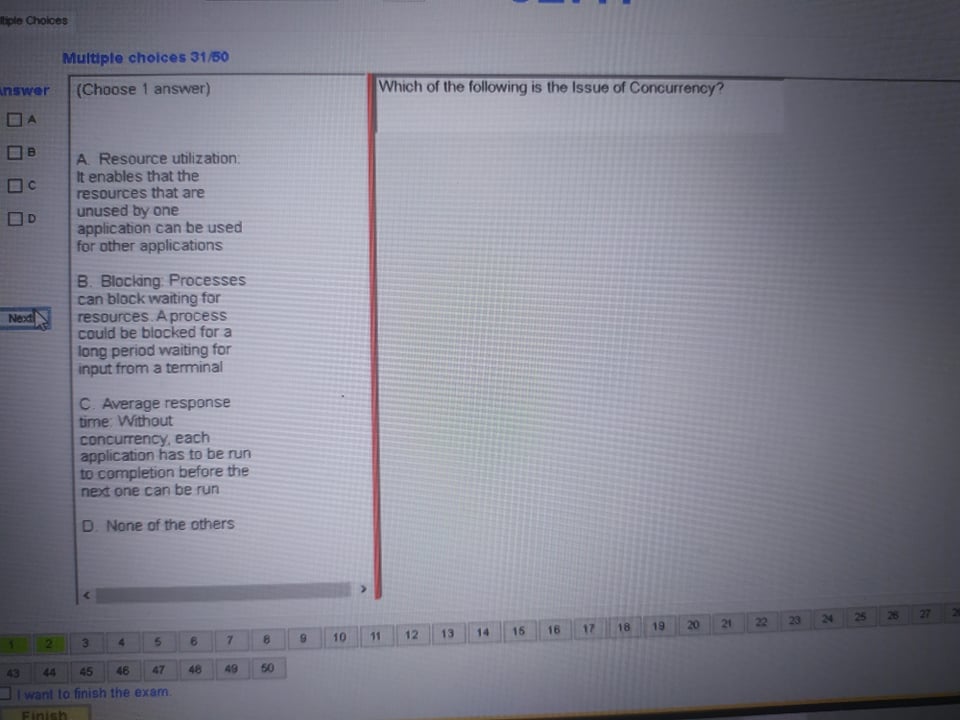 ltiple Choices
Multiple choices 31/50
Answer
A
B
C
D
Next
(Choose 1 answer)
A. Resource utilization:
It enables that the
resources that are
unused by one
application can be used
for other applications
B. Blocking: Processes
can block waiting for
resources. A process
could be blocked for a
long period waiting for
input from a terminal
C. Average response
time: Without
concurrency, each
application has to be run
to completion before the
next one can be run
D. None of the others
Which of the following is the Issue of Concurrency?
1 2 3 4 5 6 7 8 9 10 11 12 13 14 15 16 17 18 19 20 21 22 23 24 25 26 27
43 44 45 46 47 48 49 50
I want to finish the exam.
Finish